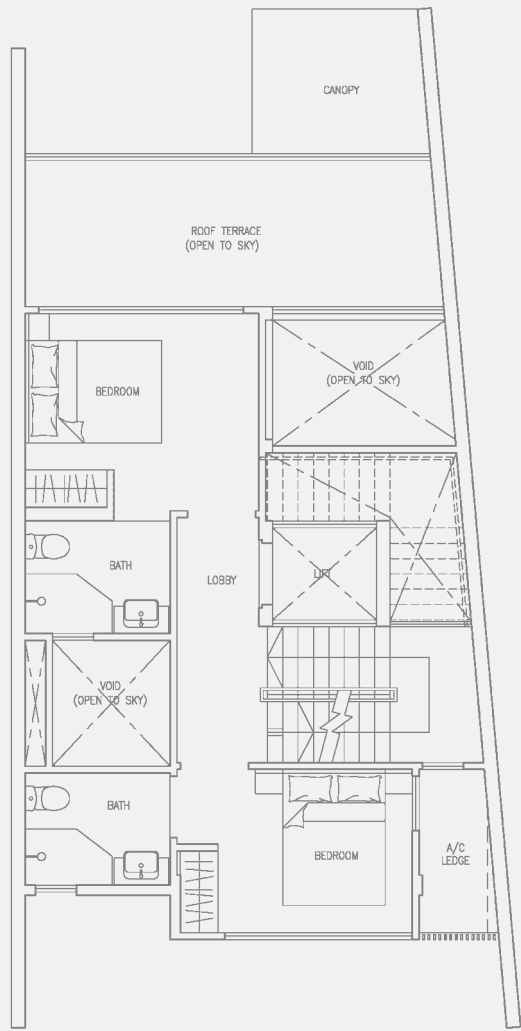 CANOPY
ROOF TERRACE
(OPEN TO SKY)
VOID
(OPEN TO SKY)
BEDROOM
BATH
LOBBY
LIFT
VOID
(OPEN TO SKY)
BATH
BEDROOM
A/C
LEDGE